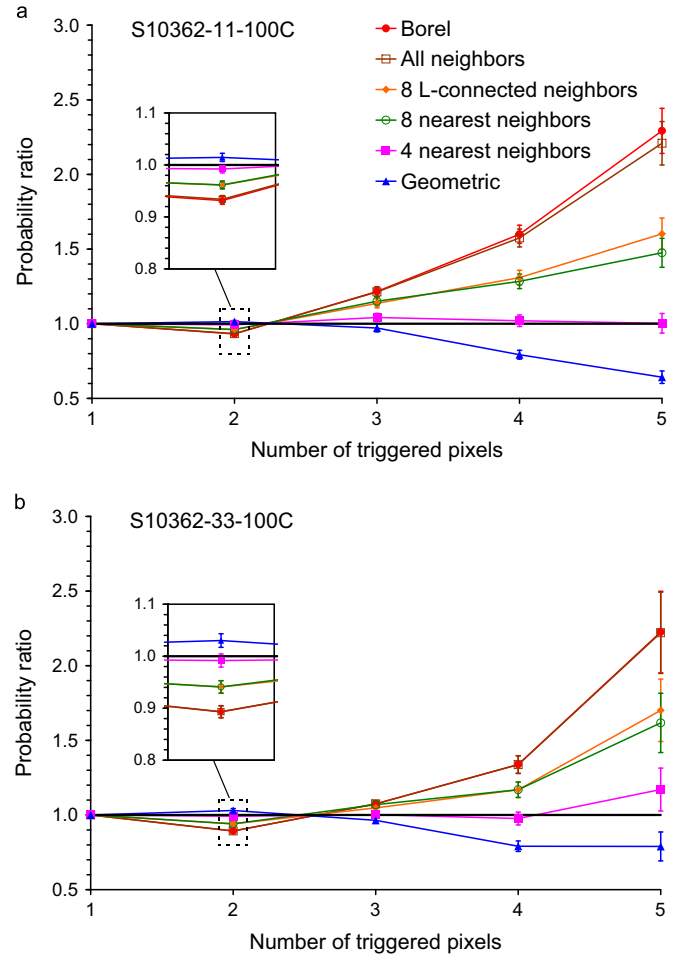 a
S10362-11-100C
3.0
2.5
2.0
1.5
1.0
0.5
Probability ratio
1.1
1.0
0.9
0.8
Borel
All neighbors
8 L-connected neighbors
8 nearest neighbors
4 nearest neighbors
Geometric
1 2 3 4 5
Number of triggered pixels
b
S10362-33-100C
3.0
2.5
2.0
1.5
1.0
0.5
Probability ratio
1.1
1.0
0.9
0.8
1 2 3 4 5
Number of triggered pixels